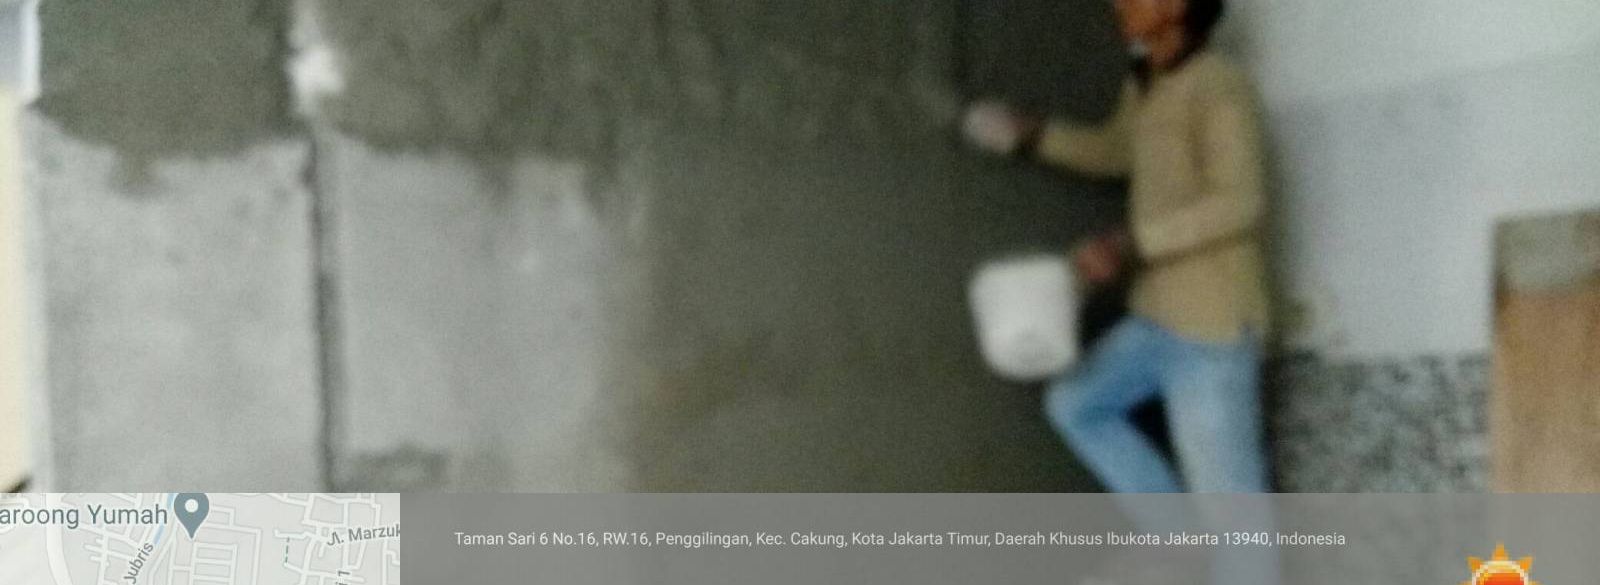 aroong Yumah
Jl. Marzuk
Jubris
Taman Sari 6 No.16, RW.16, Penggilingan, Kec. Cakung, Kota Jakarta Timur, Daerah Khusus Ibukota Jakarta 13940, Indonesia